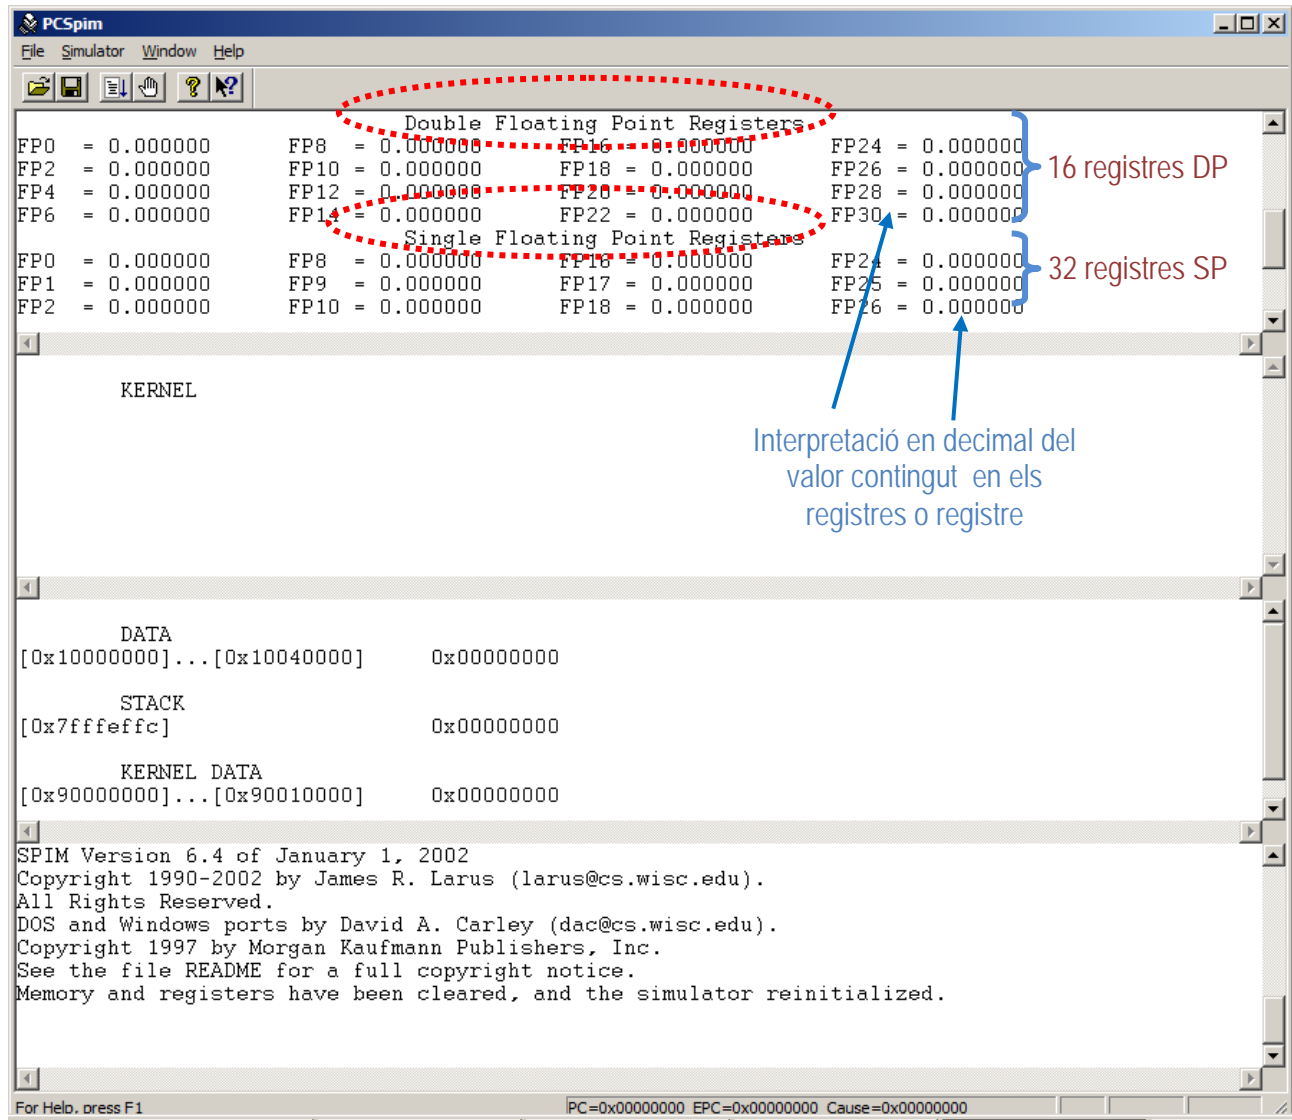 PCSpim
File Simulator Window Help
Double Floating Point Registers
FP0 = 0.000000 FP8 = 0.000000 FP16 = 0.000000 FP24 = 0.000000
FP2 = 0.000000 FP10 = 0.000000 FP18 = 0.000000 FP26 = 0.000000
FP4 = 0.000000 FP12 = 0.000000 FP20 = 0.000000 FP28 = 0.000000
FP6 = 0.000000 FP14 = 0.000000 FP22 = 0.000000 FP30 = 0.000000
16 registres DP
Single Floating Point Registers
FP0 = 0.000000 FP8 = 0.000000 FP16 = 0.000000 FP24 = 0.000000
FP1 = 0.000000 FP9 = 0.000000 FP17 = 0.000000 FP25 = 0.000000
FP2 = 0.000000 FP10 = 0.000000 FP18 = 0.000000 FP26 = 0.000000
32 registres SP
KERNEL
Interpretació en decimal del
valor contingut en els
registres o registre
DATA
[0x10000000]...[0x10040000] 0x00000000
STACK
[0x7fffeffc] 0x00000000
KERNEL DATA
[0x90000000]...[0x90010000] 0x00000000
SPIM Version 6.4 of January 1, 2002
Copyright 1990-2002 by James R. Larus (larus@cs.wisc.edu).
All Rights Reserved.
DOS and Windows ports by David A. Carley (dac@cs.wisc.edu).
Copyright 1997 by Morgan Kaufmann Publishers, Inc.
See the file README for a full copyright notice.
Memory and registers have been cleared, and the simulator reinitialized.
For Help, press F1
PC=0x00000000 EPC=0x00000000 Cause=0x00000000